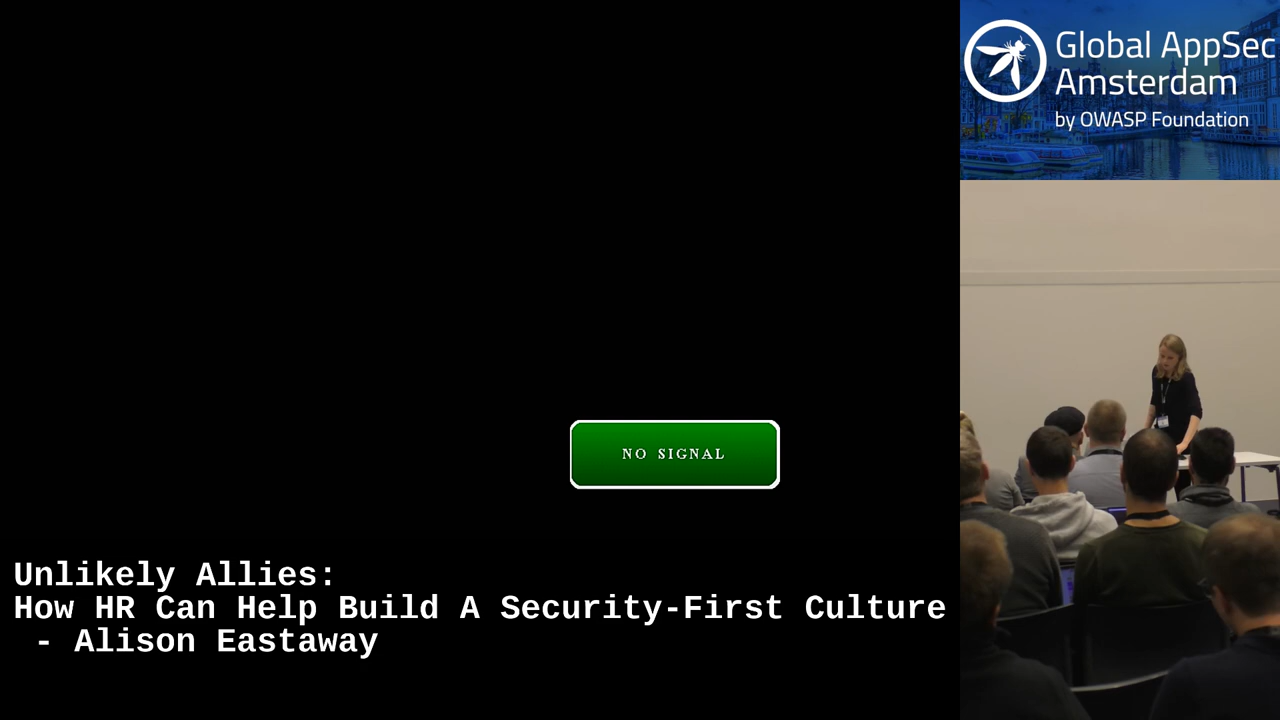 Global AppSec
Amsterdam
by OWASP Foundation
NO SIGNAL
Unlikely Allies:
How HR Can Help Build A Security-First Culture
- Alison Eastaway